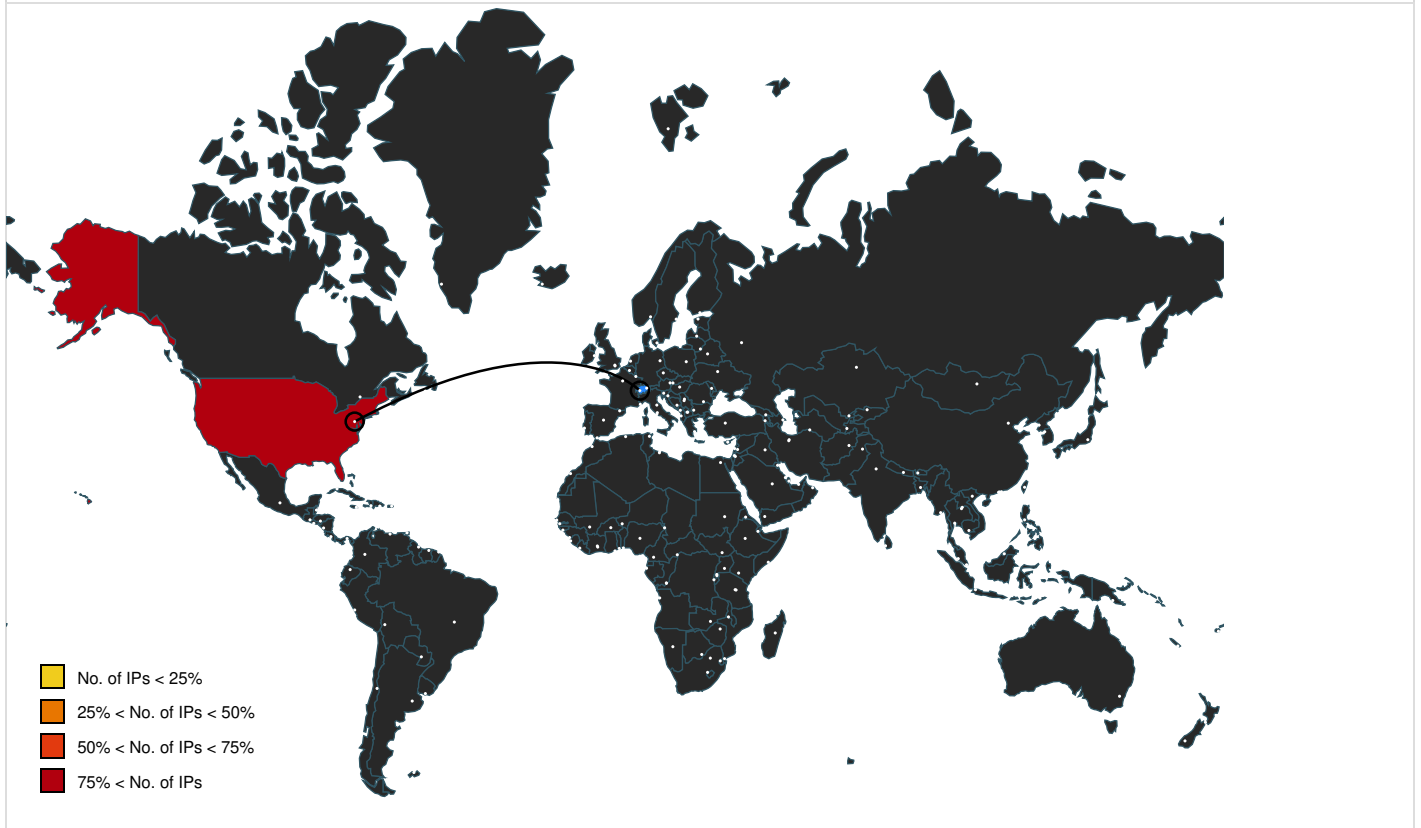 No. of IPs < 25%
25% < No. of IPs < 50%
50% < No. of IPs < 75%
75% < No. of IPs